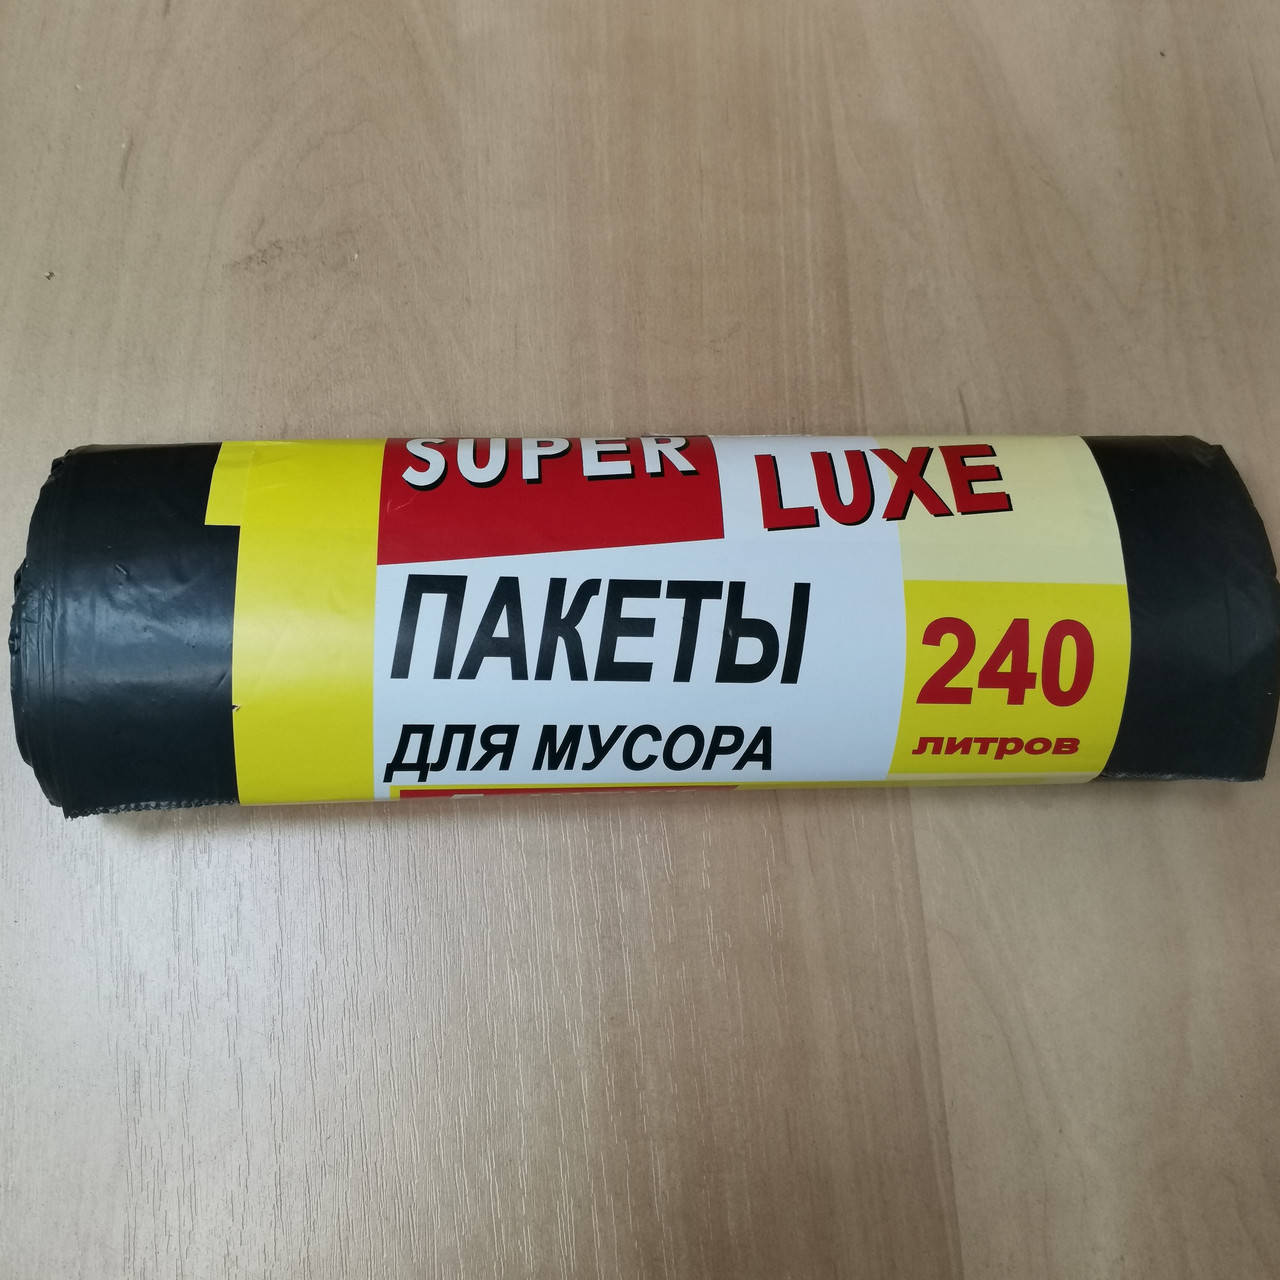 SUPER LUXE
ПАКЕТЫ
ДЛЯ МУСОРА
240
литров